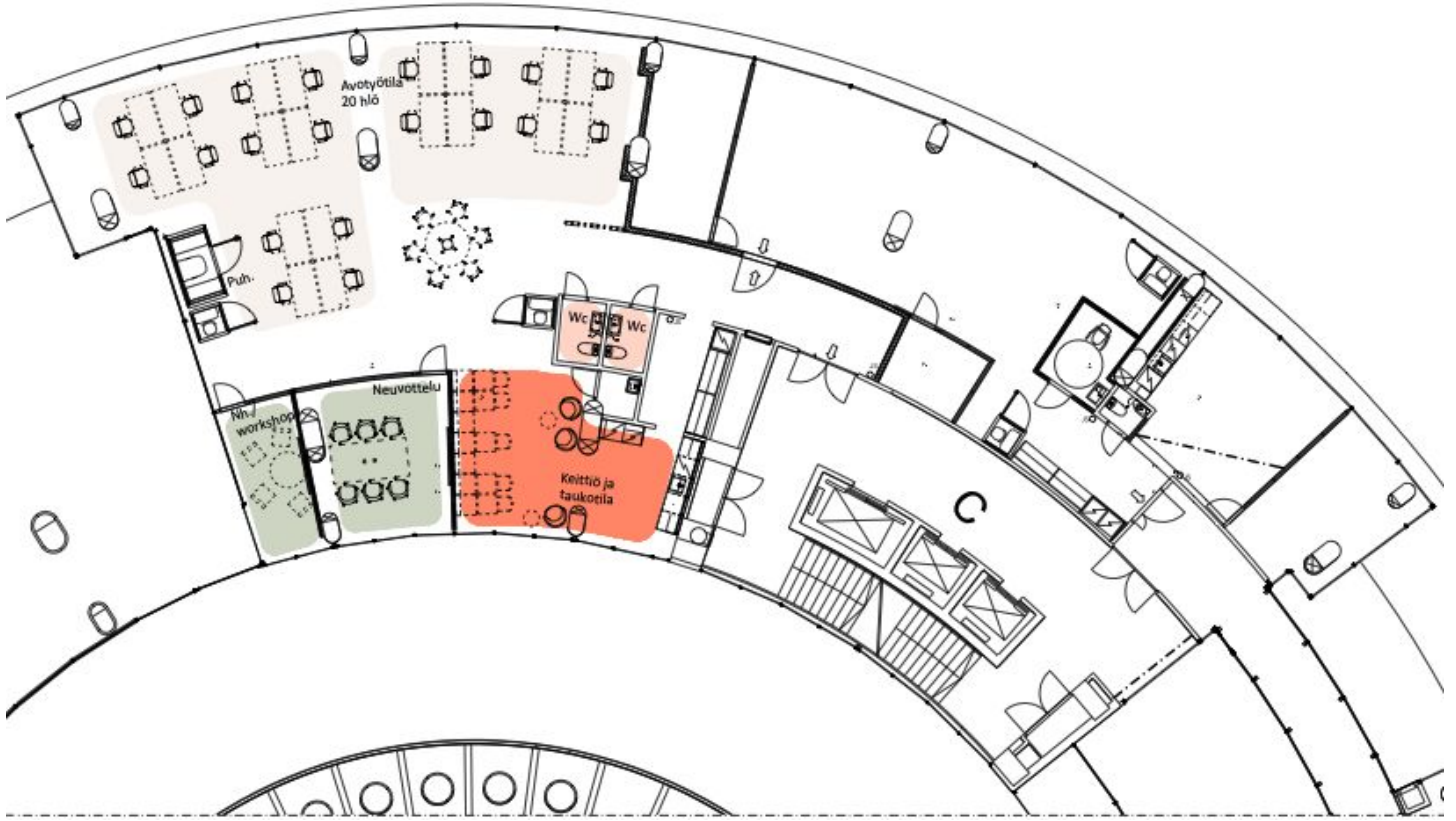 Avotyötila
20 hlö
Puh.
Wc
Wc
Neuvottelu
Nh./
workshop
Keittiö ja
taukotila
C